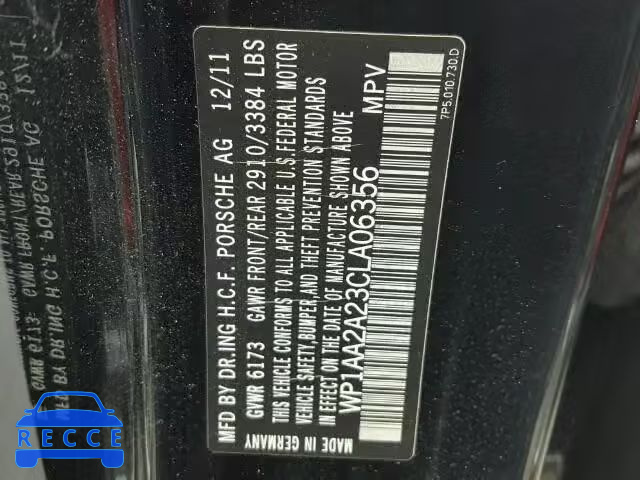 MFD BY DR.ING H.C.F. PORSCHE AG 12/11
GVWR 6173 GAWR FRONT/REAR 2910/3384 LBS
THIS VEHICLE CONFORMS TO ALL APPLICABLE U.S. FEDERAL MOTOR
VEHICLE SAFETY,BUMPER,AND THEFT PREVENTION STANDARDS
IN EFFECT ON THE DATE OF MANUFACTURE SHOWN ABOVE
WP1AA2A23CLA06356 MPV
MADE IN GERMANY
7P5.010.730.D
RECCE